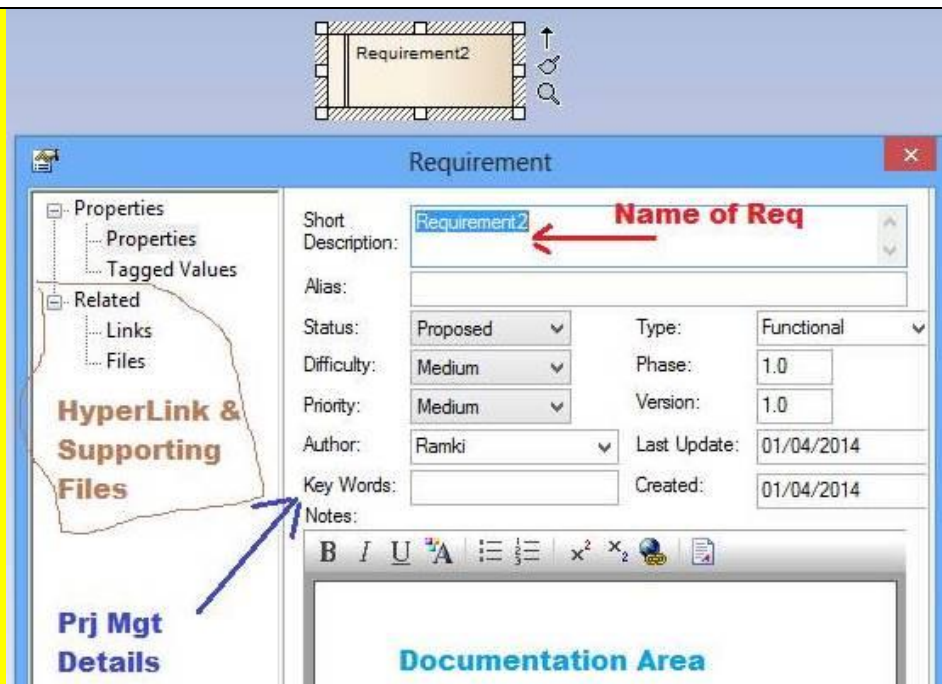 Requirement2
Requirement
Properties
Properties
Tagged Values
Related
Links
Files
HyperLink &
Supporting
Files
Prj Mgt
Details
Short
Description:
Requirement2
Name of Req
Alias:
Status: Proposed Type: Functional
Difficulty: Medium Phase: 1.0
Priority: Medium Version: 1.0
Author: Ramki Last Update: 01/04/2014
Key Words: Created: 01/04/2014
Notes:
B I U A x² x₂
Documentation Area